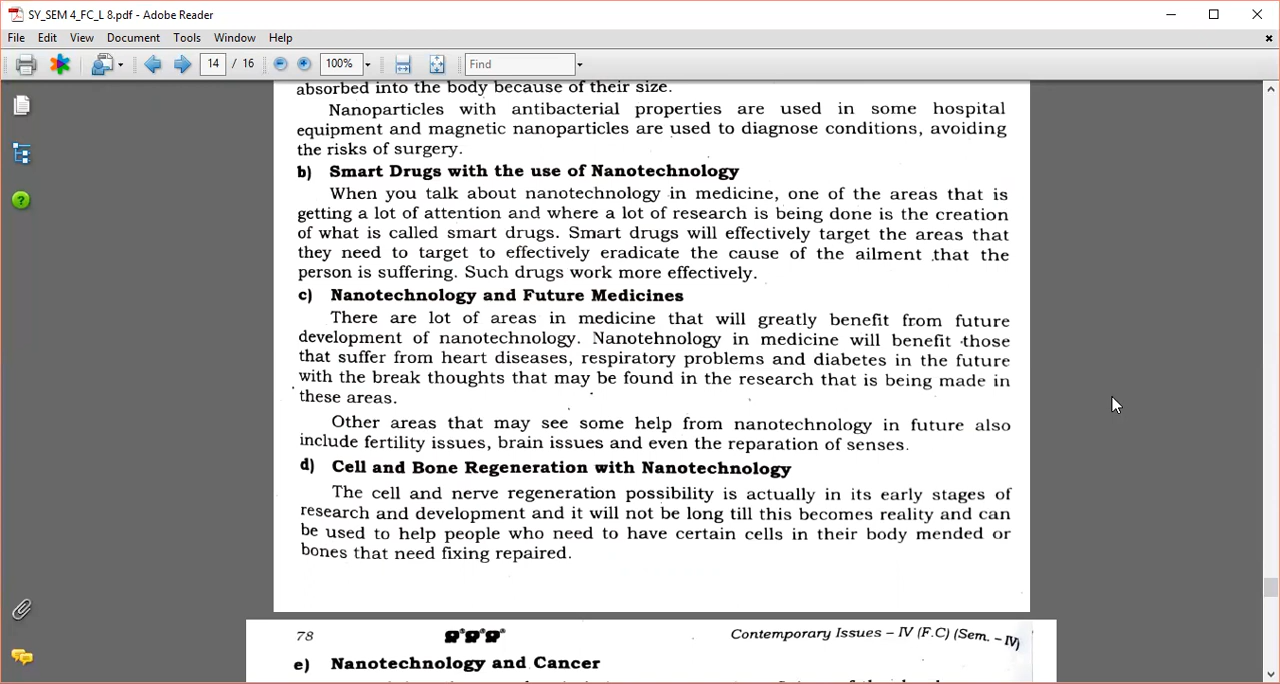 SY_SEM 4_FC_L 8.pdf - Adobe Reader
File Edit View Document Tools Window Help
14 / 16 100% Find
absorbed into the body because of their size.
Nanoparticles with antibacterial properties are used in some hospital
equipment and magnetic nanoparticles are used to diagnose conditions, avoiding
the risks of surgery.
b) Smart Drugs with the use of Nanotechnology
When you talk about nanotechnology in medicine, one of the areas that is
getting a lot of attention and where a lot of research is being done is the creation
of what is called smart drugs. Smart drugs will effectively target the areas that
they need to target to effectively eradicate the cause of the ailment that the
person is suffering. Such drugs work more effectively.
c) Nanotechnology and Future Medicines
There are lot of areas in medicine that will greatly benefit from future
development of nanotechnology. Nanotehnology in medicine will benefit those
that suffer from heart diseases, respiratory problems and diabetes in the future
with the break thoughts that may be found in the research that is being made in
these areas.
Other areas that may see some help from nanotechnology in future also
include fertility issues, brain issues and even the reparation of senses.
d) Cell and Bone Regeneration with Nanotechnology
The cell and nerve regeneration possibility is actually in its early stages of
research and development and it will not be long till this becomes reality and can
be used to help people who need to have certain cells in their body mended or
bones that need fixing repaired.
78 Contemporary Issues – IV (F.C) (Sem. – IV)
e) Nanotechnology and Cancer